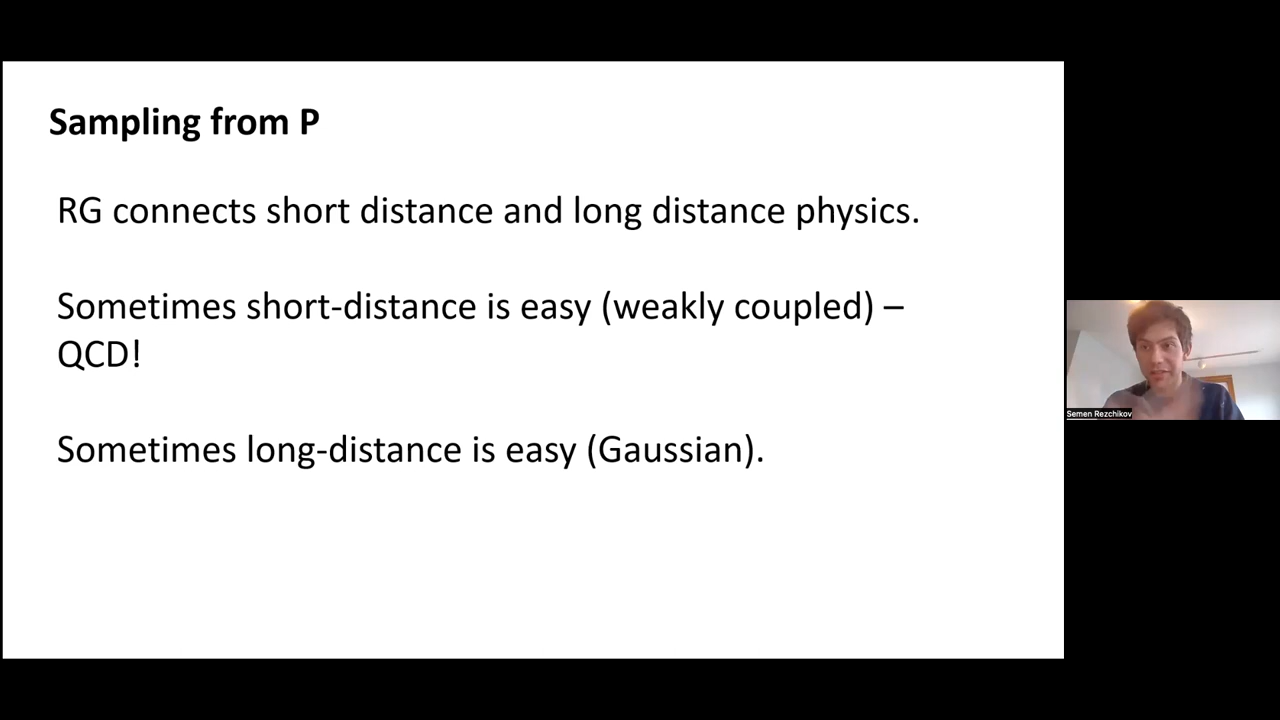 Sampling from P
RG connects short distance and long distance physics.
Sometimes short-distance is easy (weakly coupled) –
QCD!
Sometimes long-distance is easy (Gaussian).
Semen Rezchikov